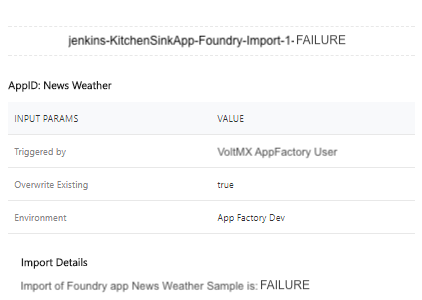 jenkins-KitchenSinkApp-Foundry-Import-1-FAILURE
AppID: News Weather
INPUT PARAMS VALUE
Triggered by VoltMX AppFactory User
Overwrite Existing true
Environment App Factory Dev
Import Details
Import of Foundry app News Weather Sample is: FAILURE